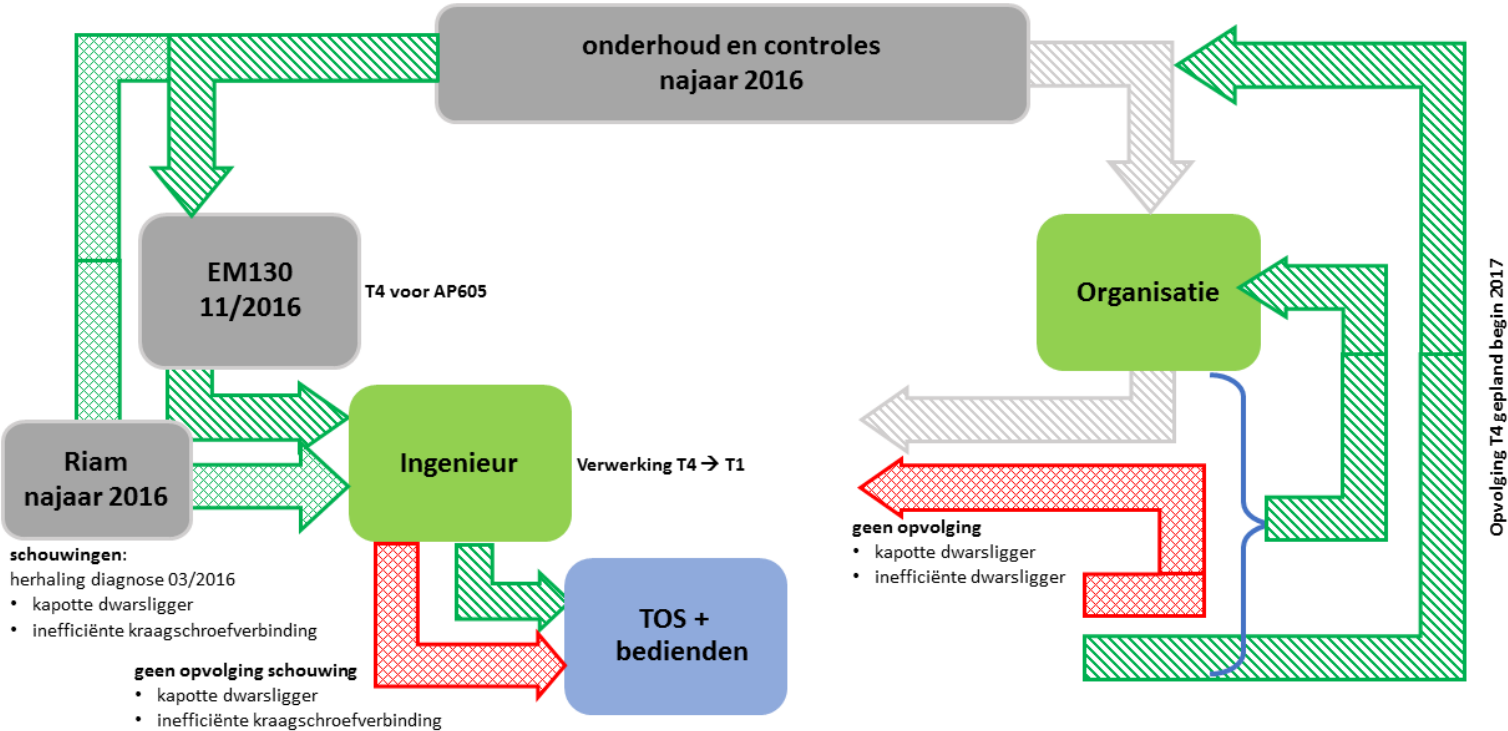 onderhoud en controles
najaar 2016
EM130
11/2016
T4 voor AP605
Organisatie
Opvolging T4 gepland begin 2017
Riam
najaar 2016
Ingenieur
Verwerking T4 → T1
schouwingen:
herhaling diagnose 03/2016
• kapotte dwarsligger
• inefficiënte kraagschroefverbinding
geen opvolging
• kapotte dwarsligger
• inefficiënte dwarsligger
TOS +
bedienden
geen opvolging schouwing
• kapotte dwarsligger
• inefficiënte kraagschroefverbinding